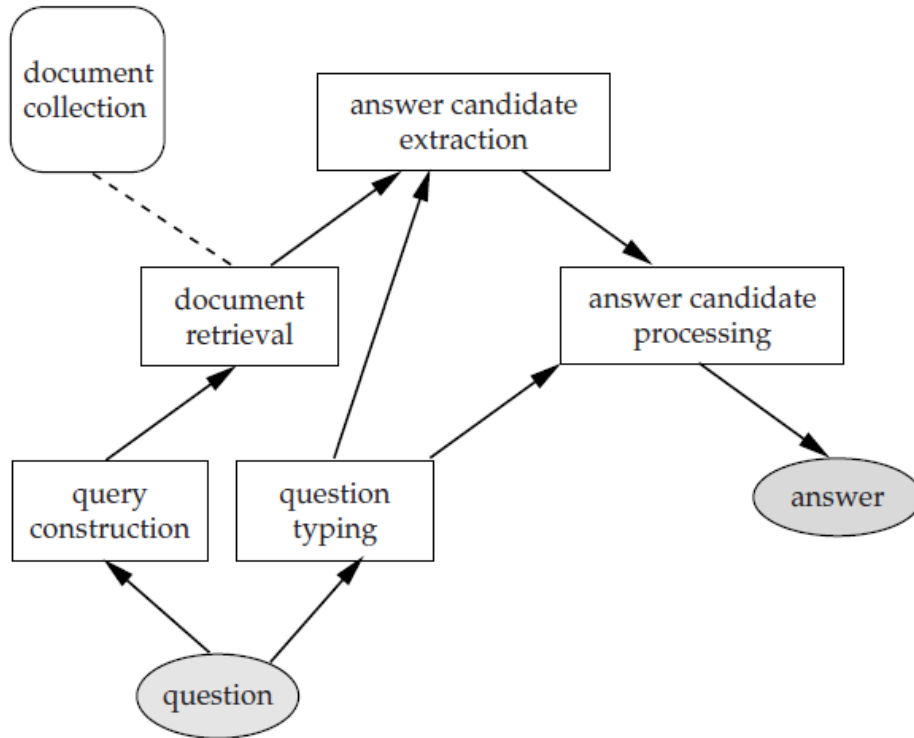 document
collection
answer candidate
extraction
document
retrieval
answer candidate
processing
query
construction
question
typing
answer
question